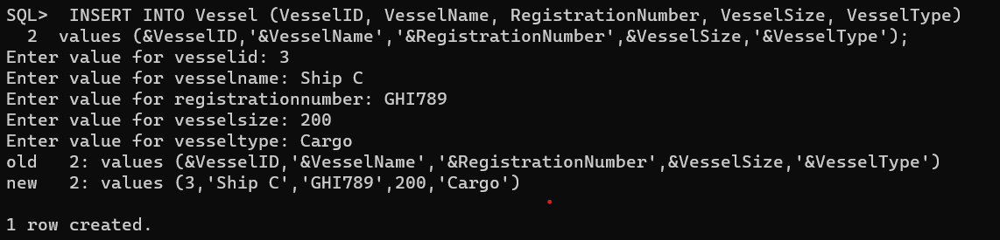 SQL>  INSERT INTO Vessel (VesselID, VesselName, RegistrationNumber, VesselSize, VesselType)
  2  values (&VesselID,'&VesselName','&RegistrationNumber',&VesselSize,'&VesselType');
Enter value for vesselid: 3
Enter value for vesselname: Ship C
Enter value for registrationnumber: GHI789
Enter value for vesselsize: 200
Enter value for vesseltype: Cargo
old   2: values (&VesselID,'&VesselName','&RegistrationNumber',&VesselSize,'&VesselType')
new   2: values (3,'Ship C','GHI789',200,'Cargo')
1 row created.